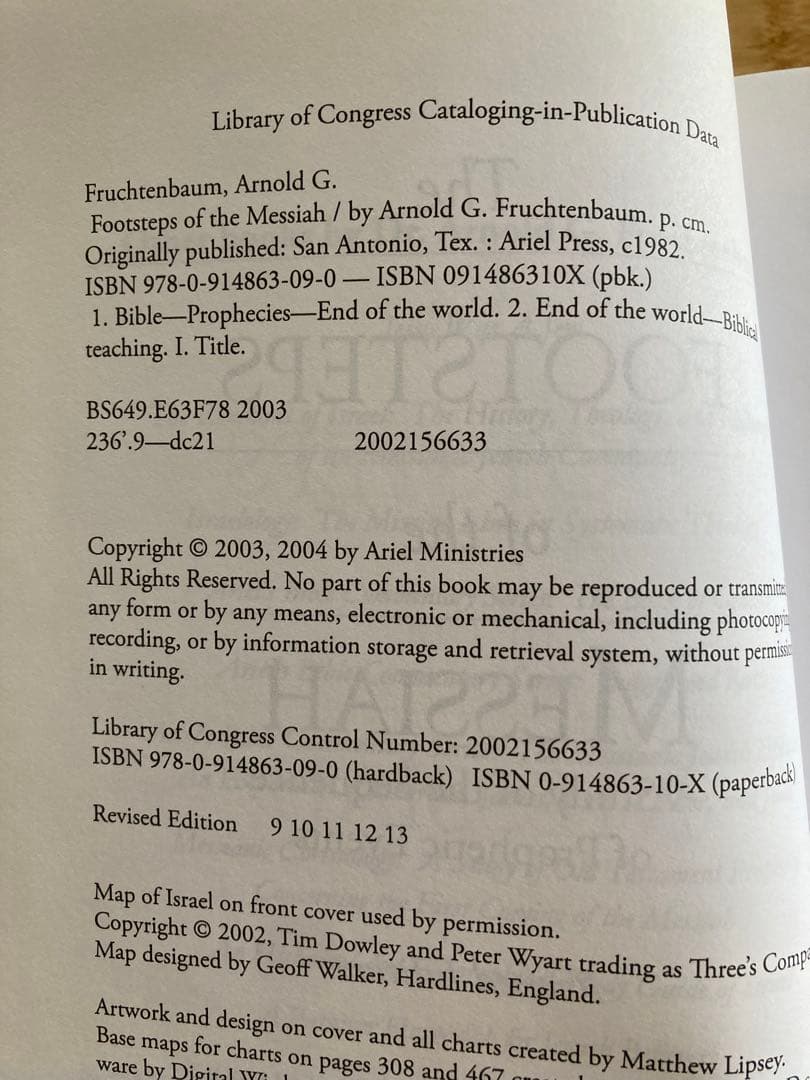 Library of Congress Cataloging-in-Publication Data
Fruchtenbaum, Arnold G.
Footsteps of the Messiah / by Arnold G. Fruchtenbaum. p. cm.
Originally published: San Antonio, Tex. : Ariel Press, c1982.
ISBN 978-0-914863-09-0 — ISBN 091486310X (pbk.)
1. Bible—Prophecies—End of the world. 2. End of the world—Biblical
teaching. I. Title.
BS649.E63F78 2003
236'.9—dc21 2002156633
Copyright © 2003, 2004 by Ariel Ministries
All Rights Reserved. No part of this book may be reproduced or
any form or by any means, electronic or mechanical, including
recording, or by information storage and retrieval system, without
in writing.
Library of Congress Control Number: 2002156633
ISBN 978-0-914863-09-0 (hardback) ISBN 0-914863-10-X (paperback)
Revised Edition 9 10 11 12 13
Map of Israel on front cover used by permission.
Copyright © 2002, Tim Dowley and Peter Wyart trading as Three's
Map designed by Geoff Walker, Hardlines, England.
Artwork and design on cover and all charts created by Matthew Lipsey.
Base maps for charts on pages 308 and 467
ware by Digital